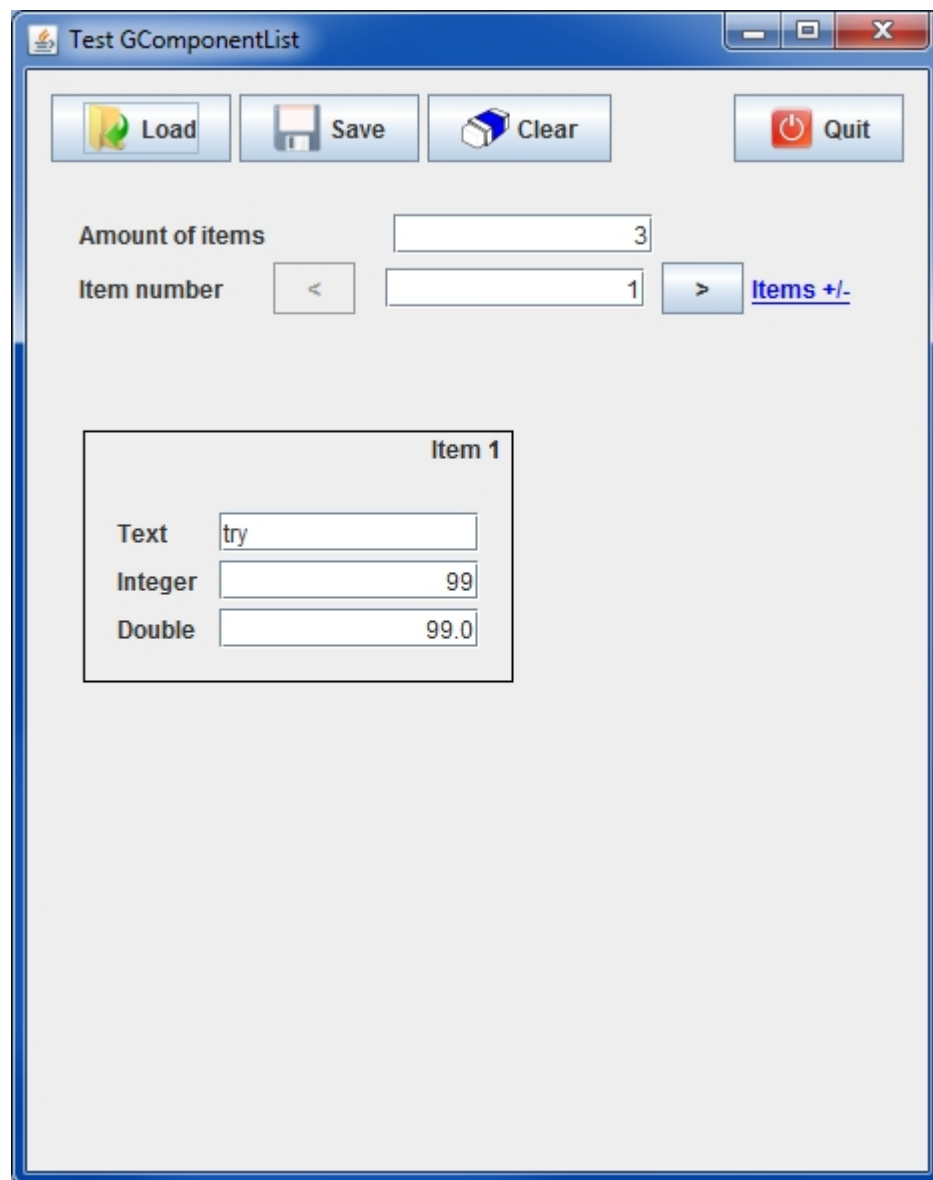 Test GComponentList
Load Save Clear Quit
Amount of items 3
Item number < 1 > Items +/-
Item 1
Text try
Integer 99
Double 99.0